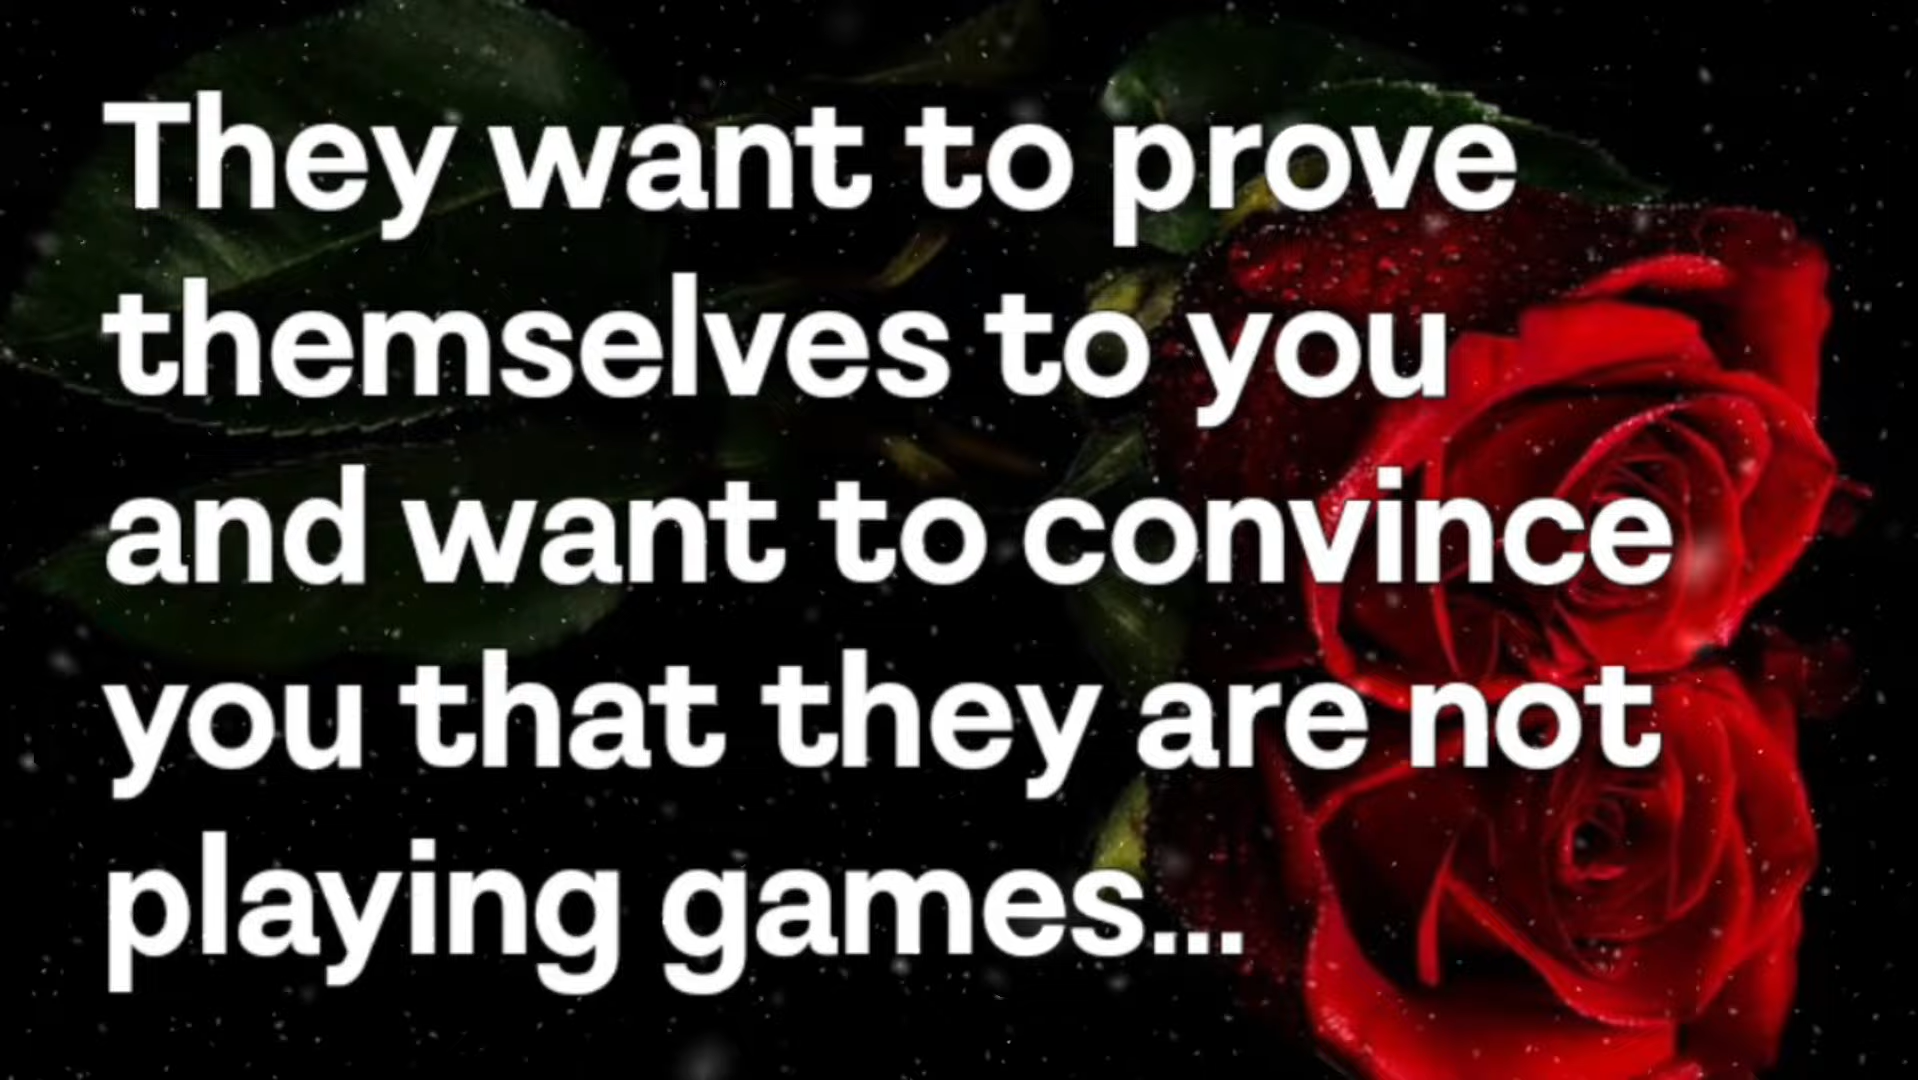 They want to prove
themselves to you
and want to convince
you that they are not
playing games...